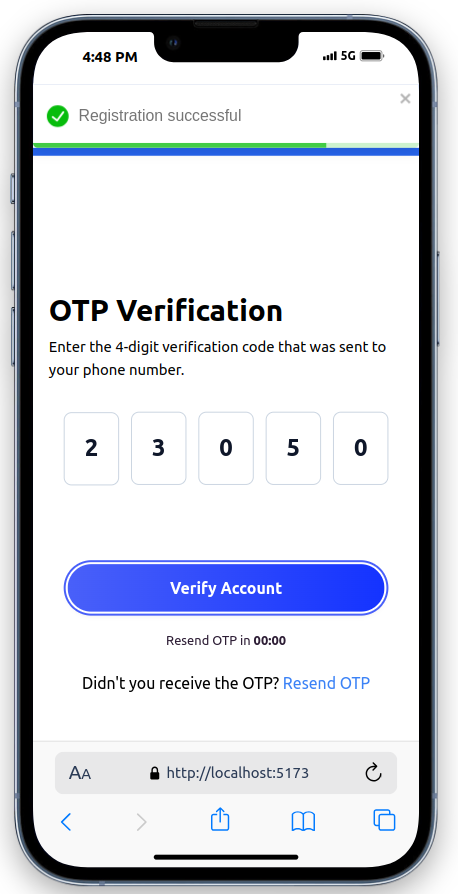 4:48 PM 5G
×
Registration successful
OTP Verification
Enter the 4-digit verification code that was sent to
your phone number.
2 3 0 5 0
Verify Account
Resend OTP in 00:00
Didn't you receive the OTP? Resend OTP
AA http://localhost:5173